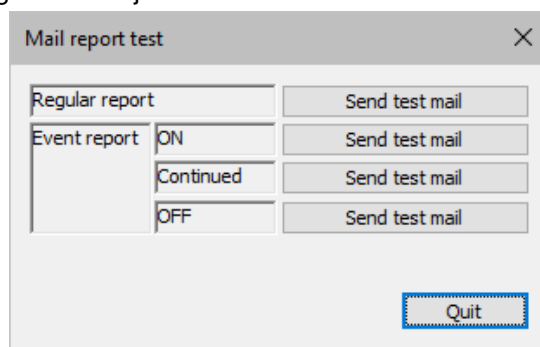 Mail report test
Regular report Send test mail
Event report ON Send test mail
Continued Send test mail
OFF Send test mail
Quit